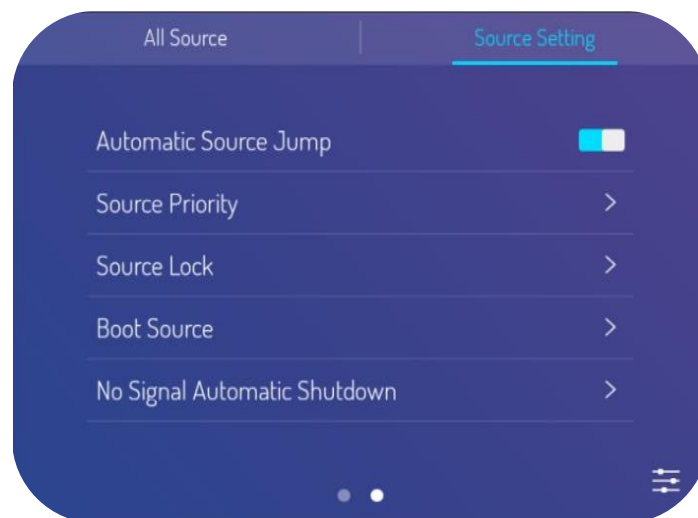 All Source
Source Setting
Automatic Source Jump
Source Priority
Source Lock
Boot Source
No Signal Automatic Shutdown